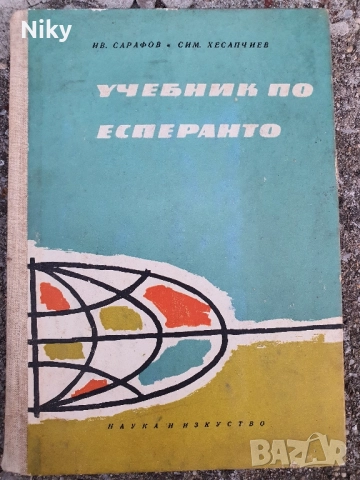 Niky
ИВ. САРАФОВ и СИМ. ХЕСАПЧИЕВ
УЧЕБНИК ПО
ЕСПЕРАНТО
НАУКА И ИЗКУСТВО
BAZAR